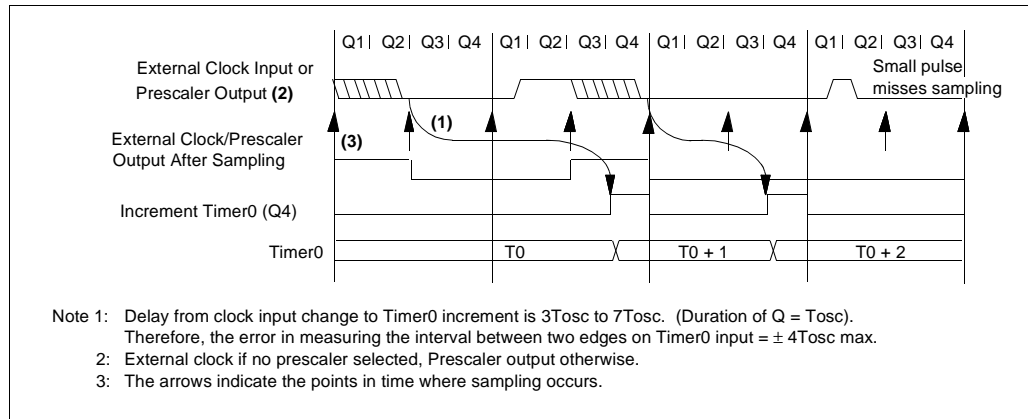 Q1| Q2| Q3| Q4 Q1| Q2| Q3| Q4 Q1| Q2| Q3| Q4 Q1| Q2| Q3| Q4
External Clock Input or
Prescaler Output (2)
Small pulse
misses sampling
(1)
(3)
External Clock/Prescaler
Output After Sampling
Increment Timer0 (Q4)
Timer0 T0 T0 + 1 T0 + 2
Note 1: Delay from clock input change to Timer0 increment is 3Tosc to 7Tosc. (Duration of Q = Tosc).
Therefore, the error in measuring the interval between two edges on Timer0 input = ± 4Tosc max.
2: External clock if no prescaler selected, Prescaler output otherwise.
3: The arrows indicate the points in time where sampling occurs.